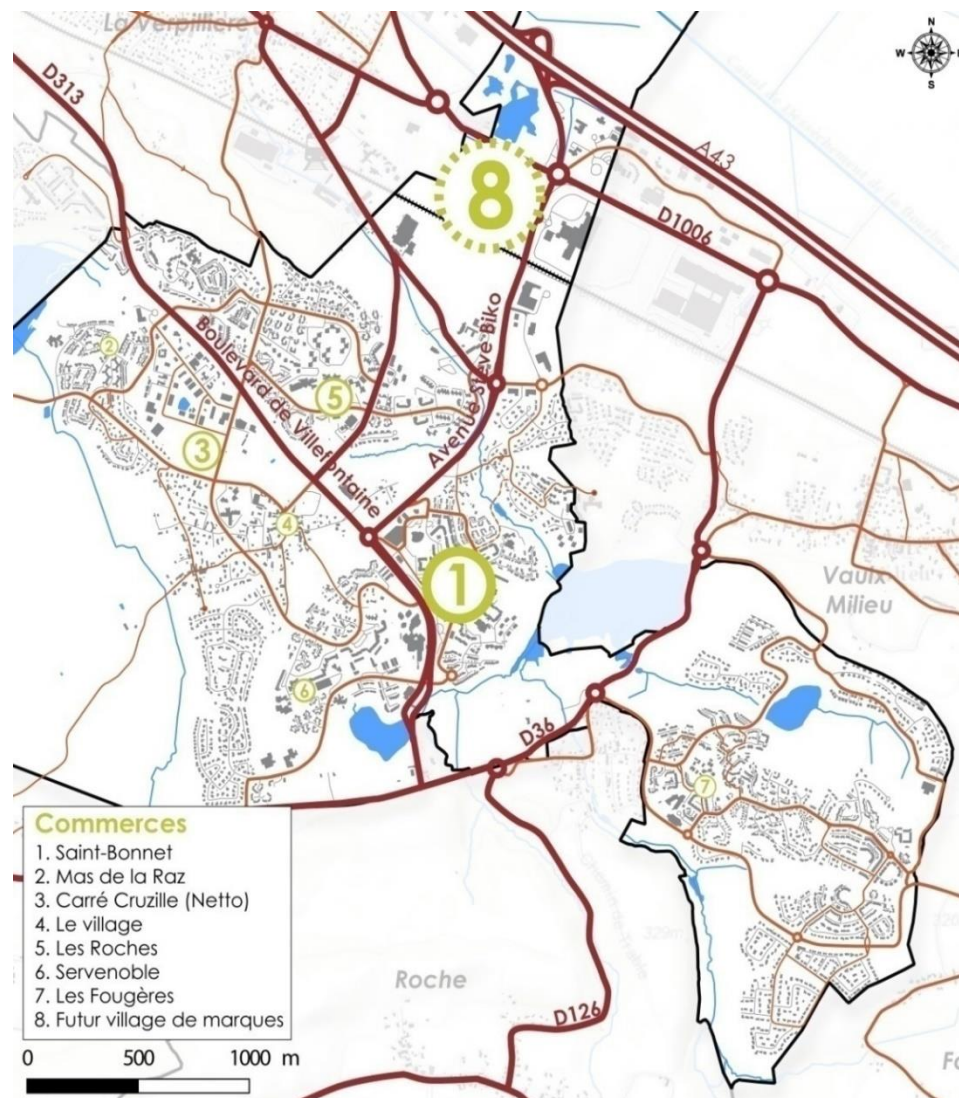 La Verpillière
N
W
S
D313
A43
8
D1006
Boulevard de Villefontaine
Avenue Steve Biko
2
5
3
4
1
Vaulx
Milieu
6
D36
7
Commerces
1. Saint-Bonnet
2. Mas de la Raz
3. Carré Cruzille (Netto)
4. Le village
5. Les Roches
6. Servenoble
7. Les Fougères
8. Futur village de marques
Roche
D126
329m
0 500 1000 m